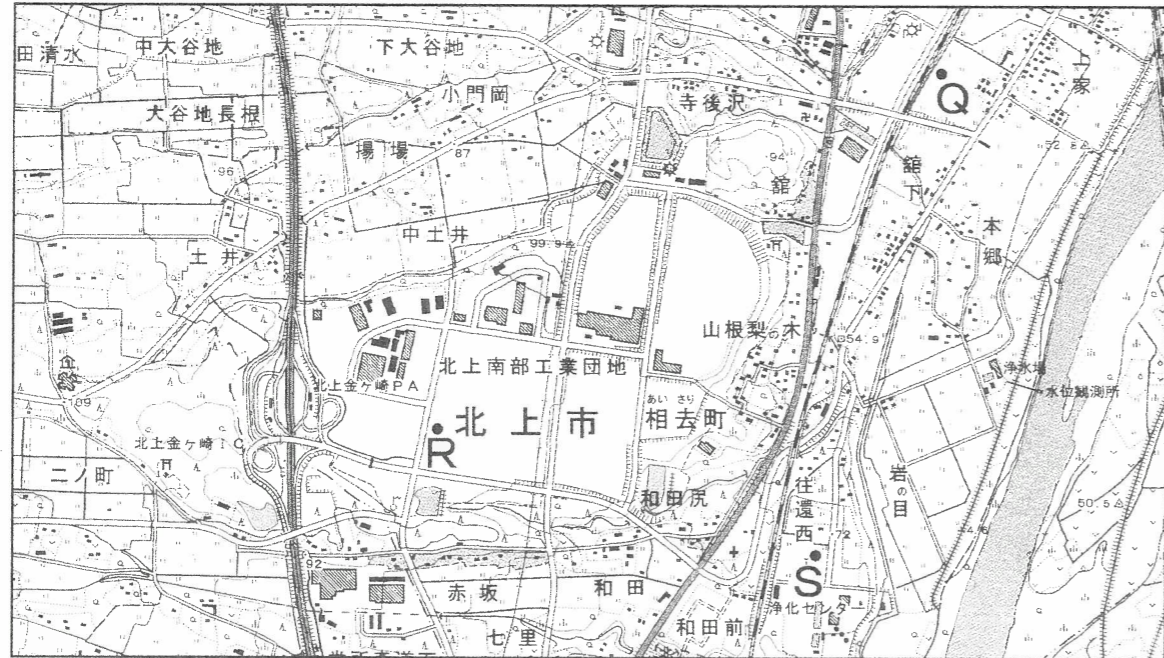 中大谷地
下大谷地
田清水
上家
小門岡
寺後沢
Q
大谷地長根
揚場
87
94
舘
舘下
96
本郷
中土井
99.9
土井
山根梨の木
54.9
北上南部工業団地
浄水場
水位観測所
北上金ヶ崎PA
あいさり
相去町
109
北上市
R
北上金ヶ崎IC
二ノ町
和田尻
岩の目
往還西
50.5
72
S
92
赤坂
和田
浄化センター
七里
和田前